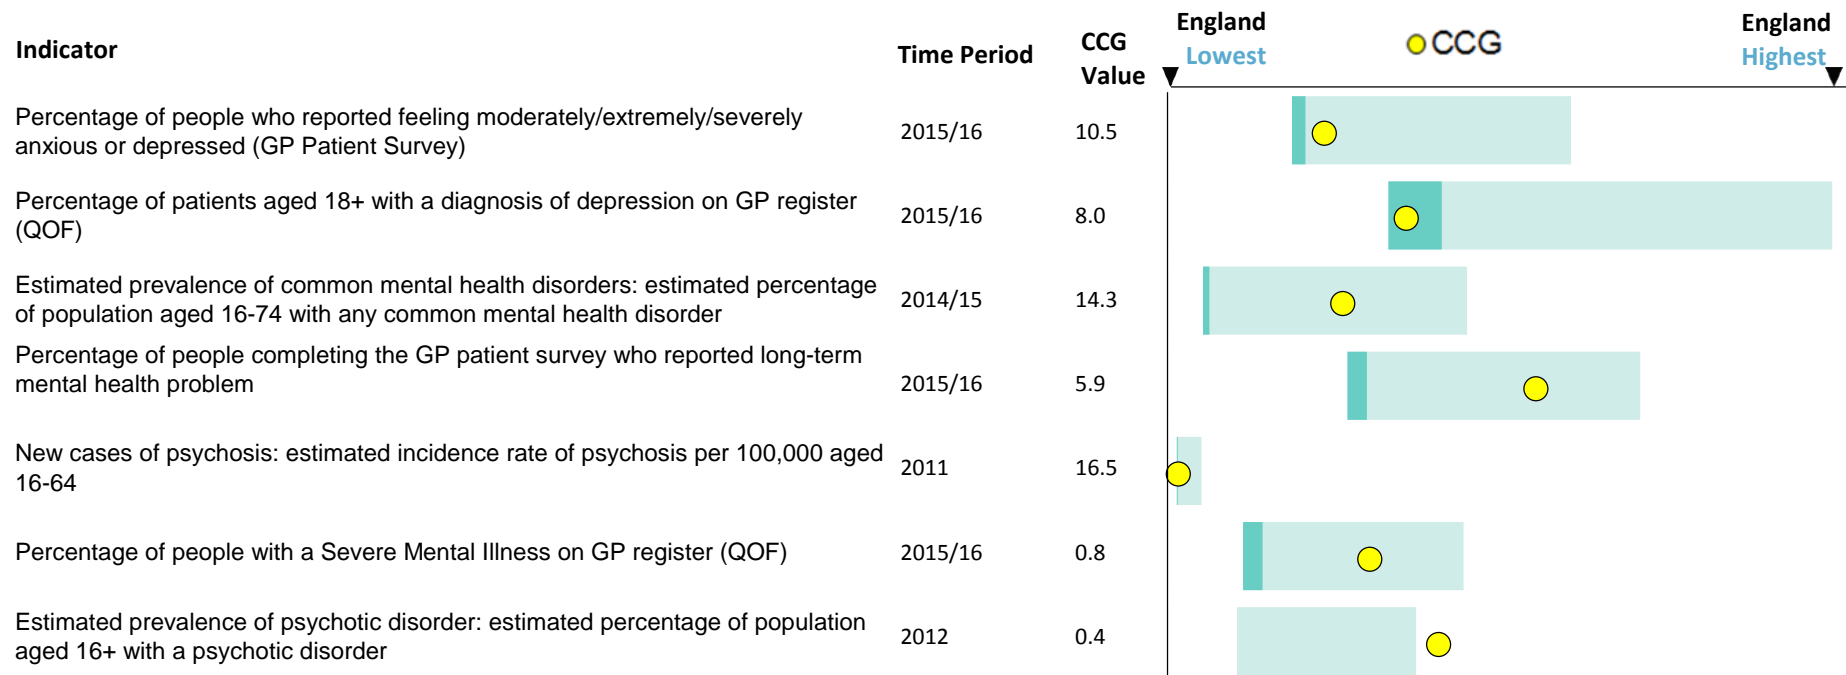 Indicator
Time Period
CCG
Value
England
Lowest
CCG
England
Highest
Percentage of people who reported feeling moderately/extremely/severely
anxious or depressed (GP Patient Survey)
2015/16
10.5
Percentage of patients aged 18+ with a diagnosis of depression on GP register
(QOF)
2015/16
8.0
Estimated prevalence of common mental health disorders: estimated percentage
of population aged 16-74 with any common mental health disorder
2014/15
14.3
Percentage of people completing the GP patient survey who reported long-term
mental health problem
2015/16
5.9
New cases of psychosis: estimated incidence rate of psychosis per 100,000 aged
16-64
2011
16.5
Percentage of people with a Severe Mental Illness on GP register (QOF)
2015/16
0.8
Estimated prevalence of psychotic disorder: estimated percentage of population
aged 16+ with a psychotic disorder
2012
0.4